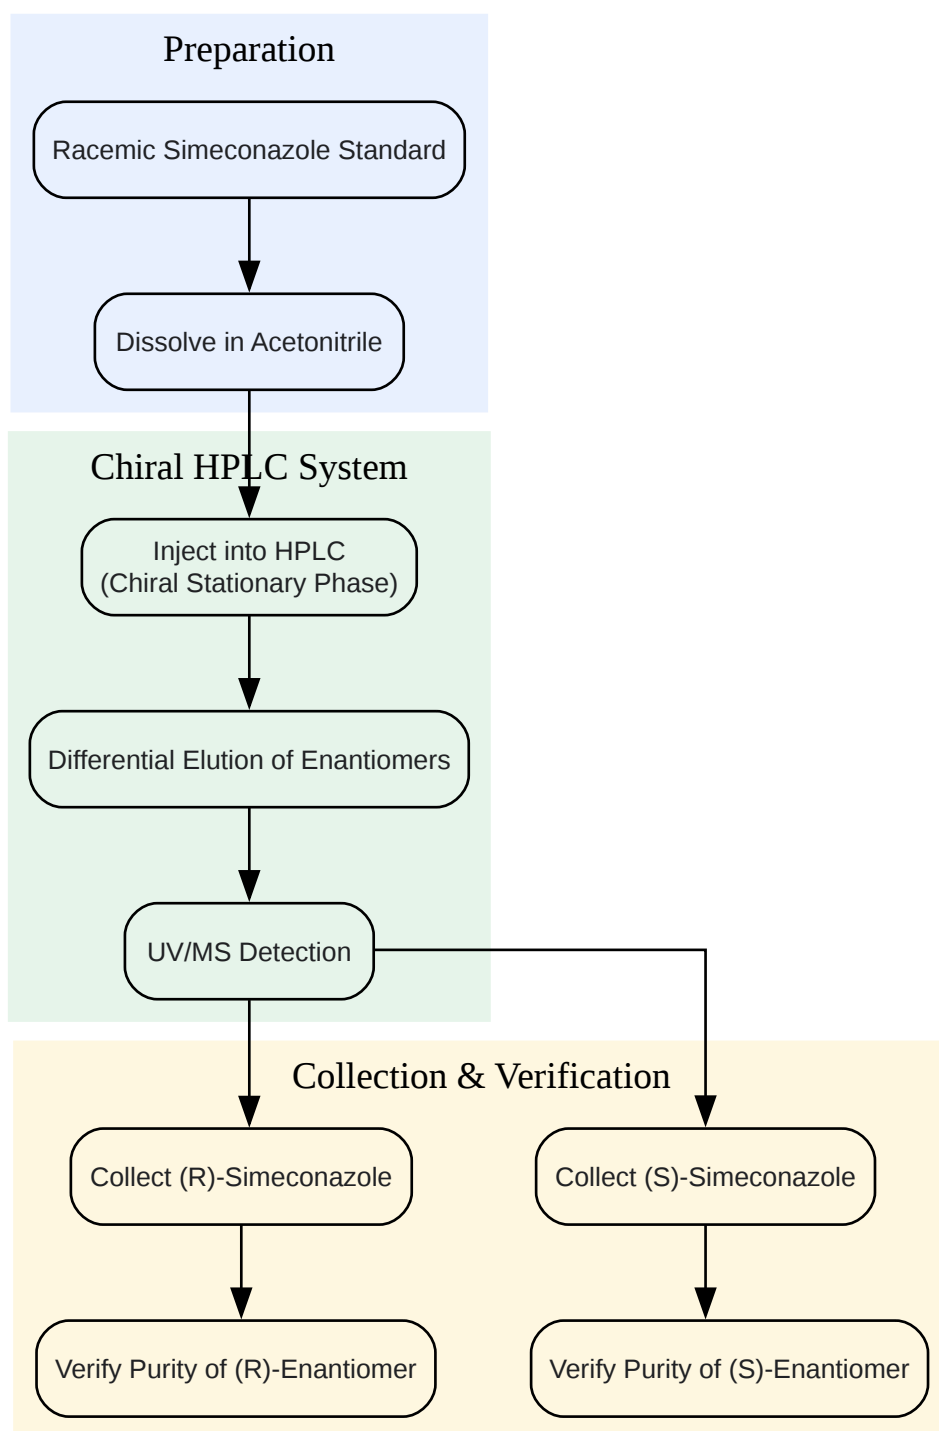 Preparation
Racemic Simeconazole Standard
Dissolve in Acetonitrile
Chiral HPLC System
Inject into HPLC
(Chiral Stationary Phase)
Differential Elution of Enantiomers
UV/MS Detection
Collection & Verification
Collect (R)-Simeconazole
Collect (S)-Simeconazole
Verify Purity of (R)-Enantiomer
Verify Purity of (S)-Enantiomer